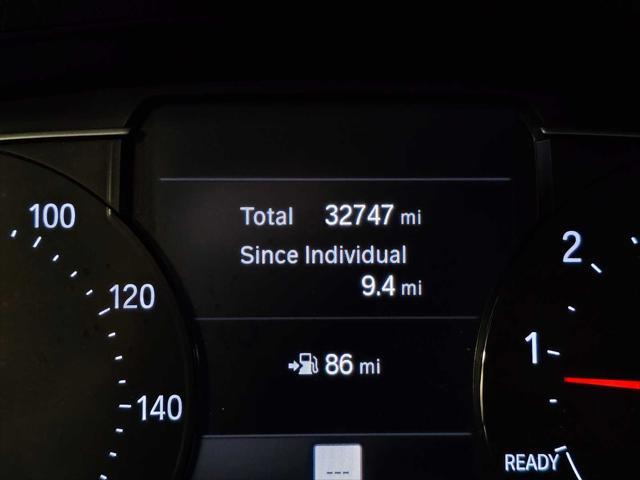 Total 32747 mi
Since Individual
9.4 mi
86 mi
100
120
140
2
1
READY
---